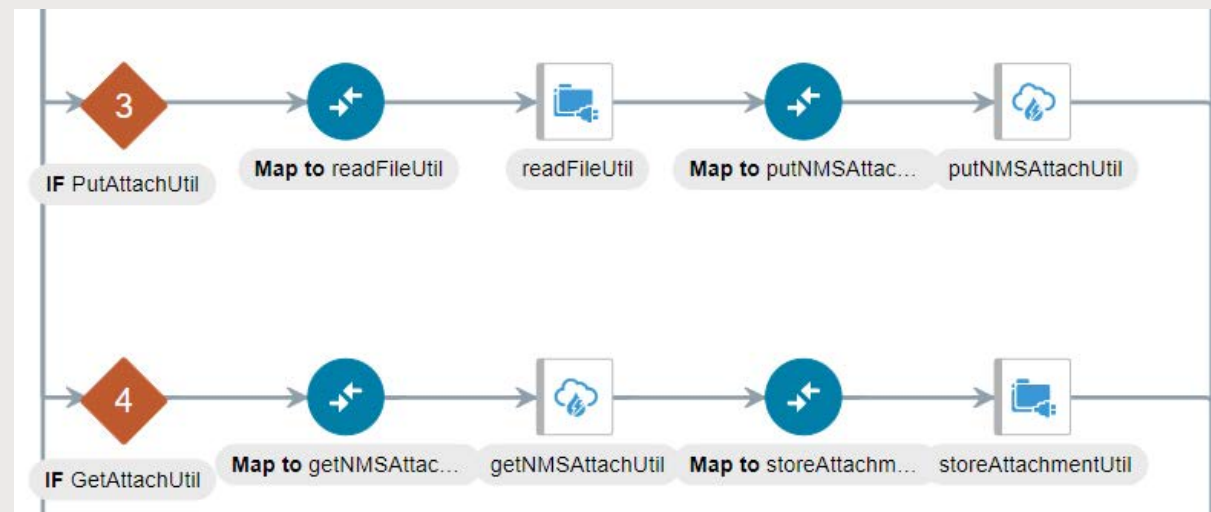 3
IF PutAttachUtil
Map to readFileUtil
readFileUtil
Map to putNMSAttac...
putNMSAttachUtil
4
IF GetAttachUtil
Map to getNMSAttac...
getNMSAttachUtil
Map to storeAttachm...
storeAttachmentUtil